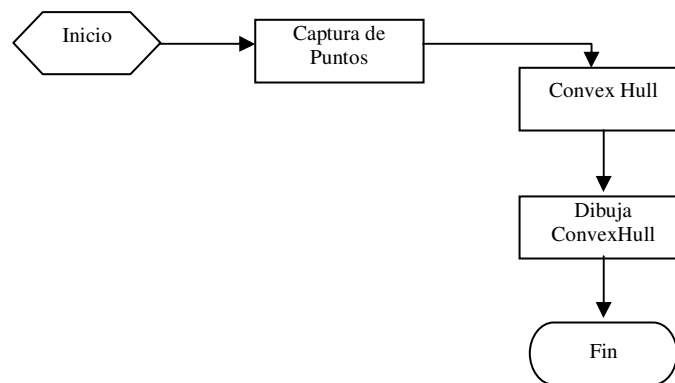 Inicio
Captura de
Puntos
Convex Hull
Dibuja
ConvexHull
Fin